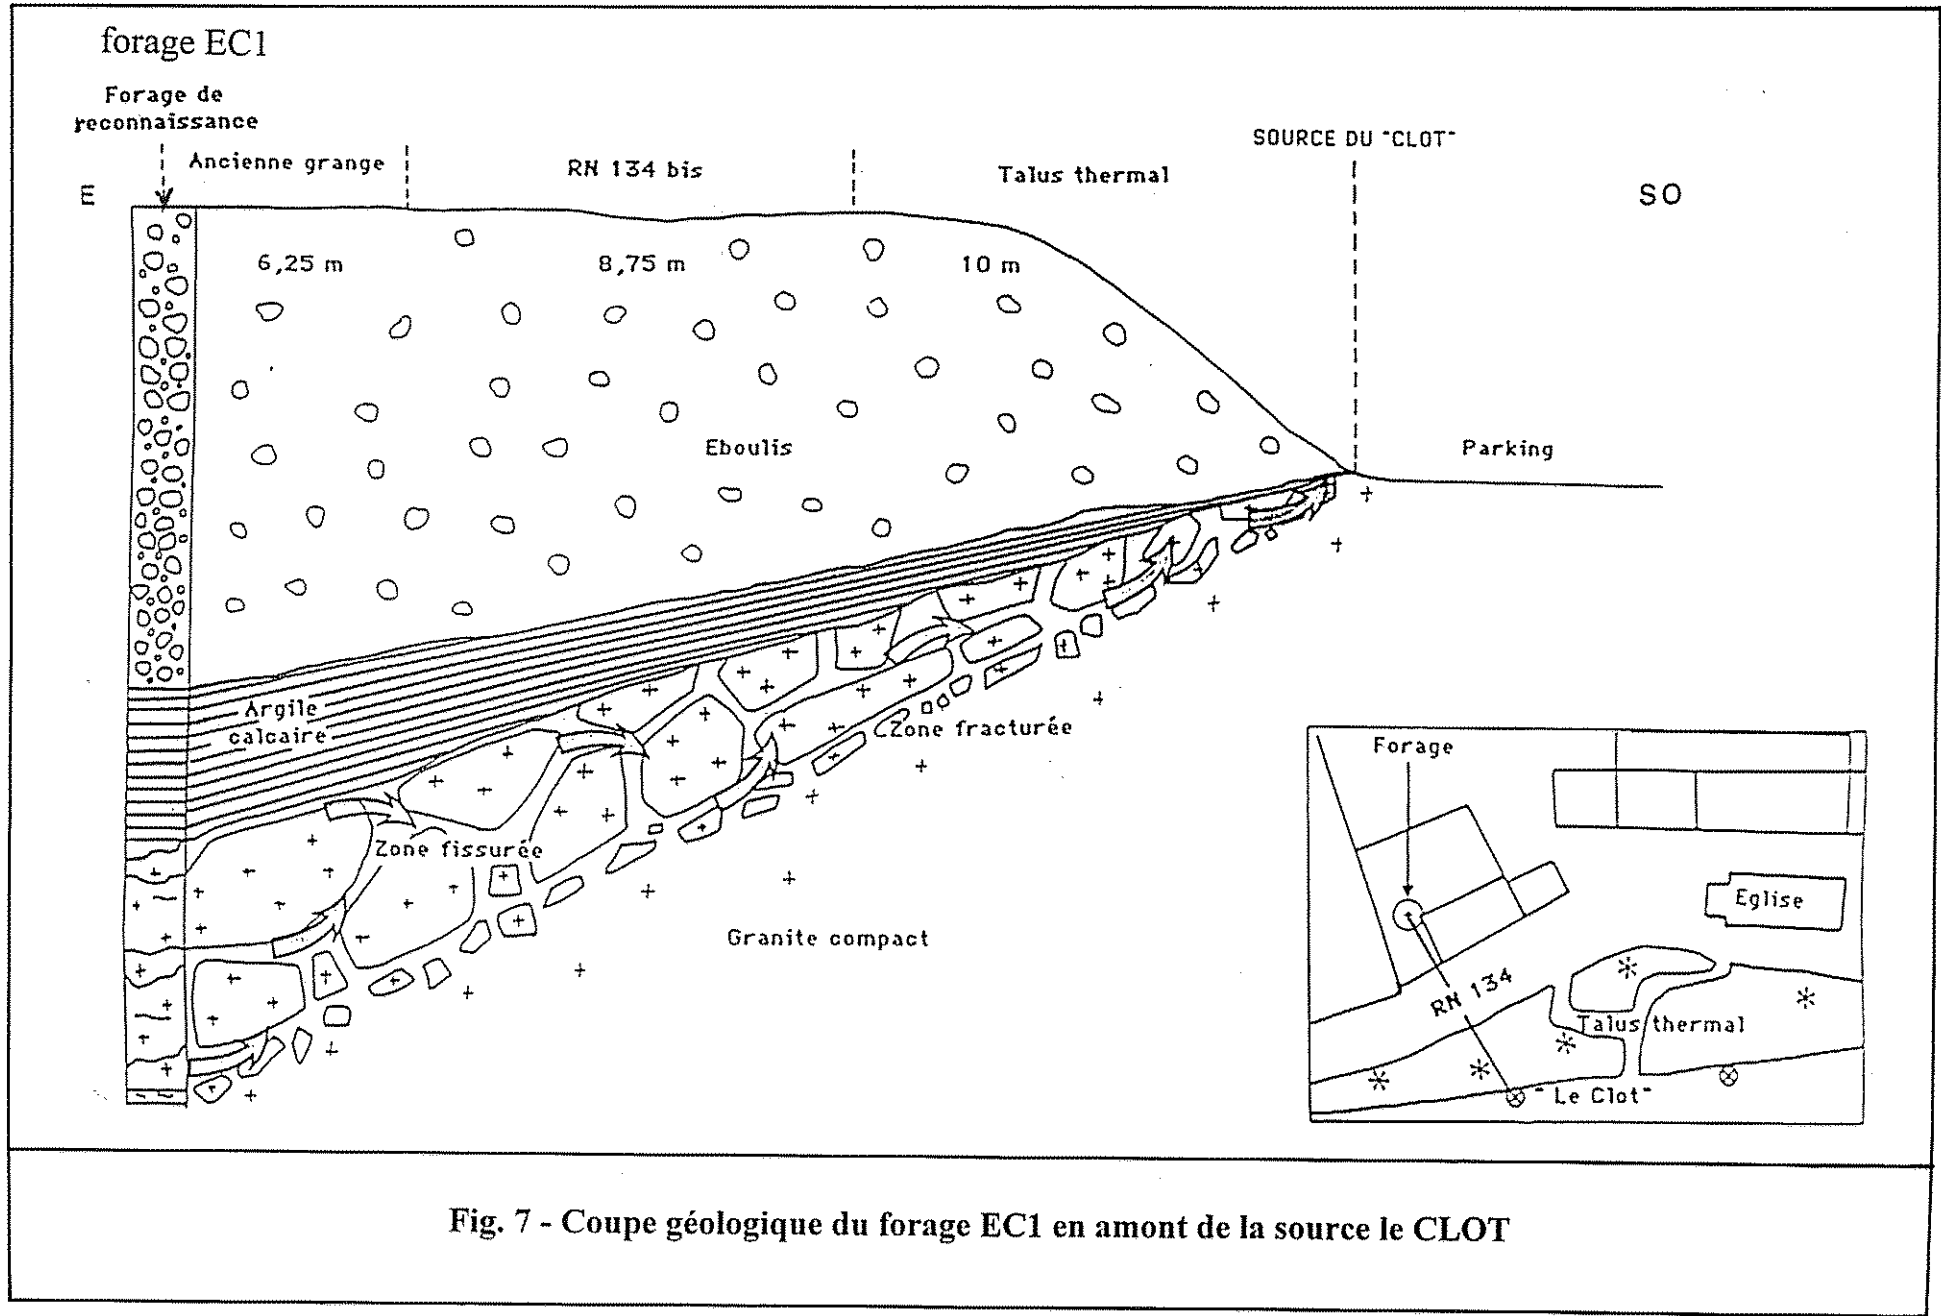 forage EC1
Forage de
reconnaissance
Ancienne grange
RN 134 bis
Talus thermal
SOURCE DU "CLOT"
E
SO
6,25 m
8,75 m
10 m
Eboulis
Parking
Argile
calcaire
Zone fracturée
Zone fissurée
Granite compact
Forage
Eglise
RN 134
Talus thermal
"Le Clot"
Fig. 7 - Coupe géologique du forage EC1 en amont de la source le CLOT